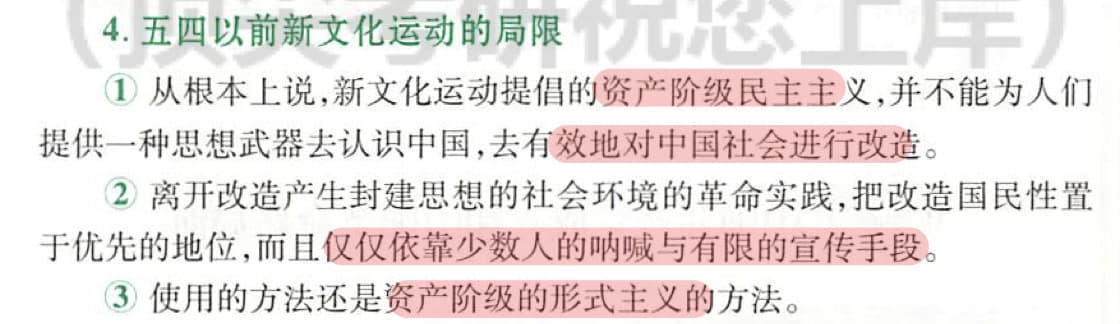 4. 五四以前新文化运动的局限
① 从根本上说,新文化运动提倡的资产阶级民主主义,并不能为人们
提供一种思想武器去认识中国,去有效地对中国社会进行改造。
② 离开改造产生封建思想的社会环境的革命实践,把改造国民性置
于优先的地位,而且仅仅依靠少数人的呐喊与有限的宣传手段。
③ 使用的方法还是资产阶级的形式主义的方法。